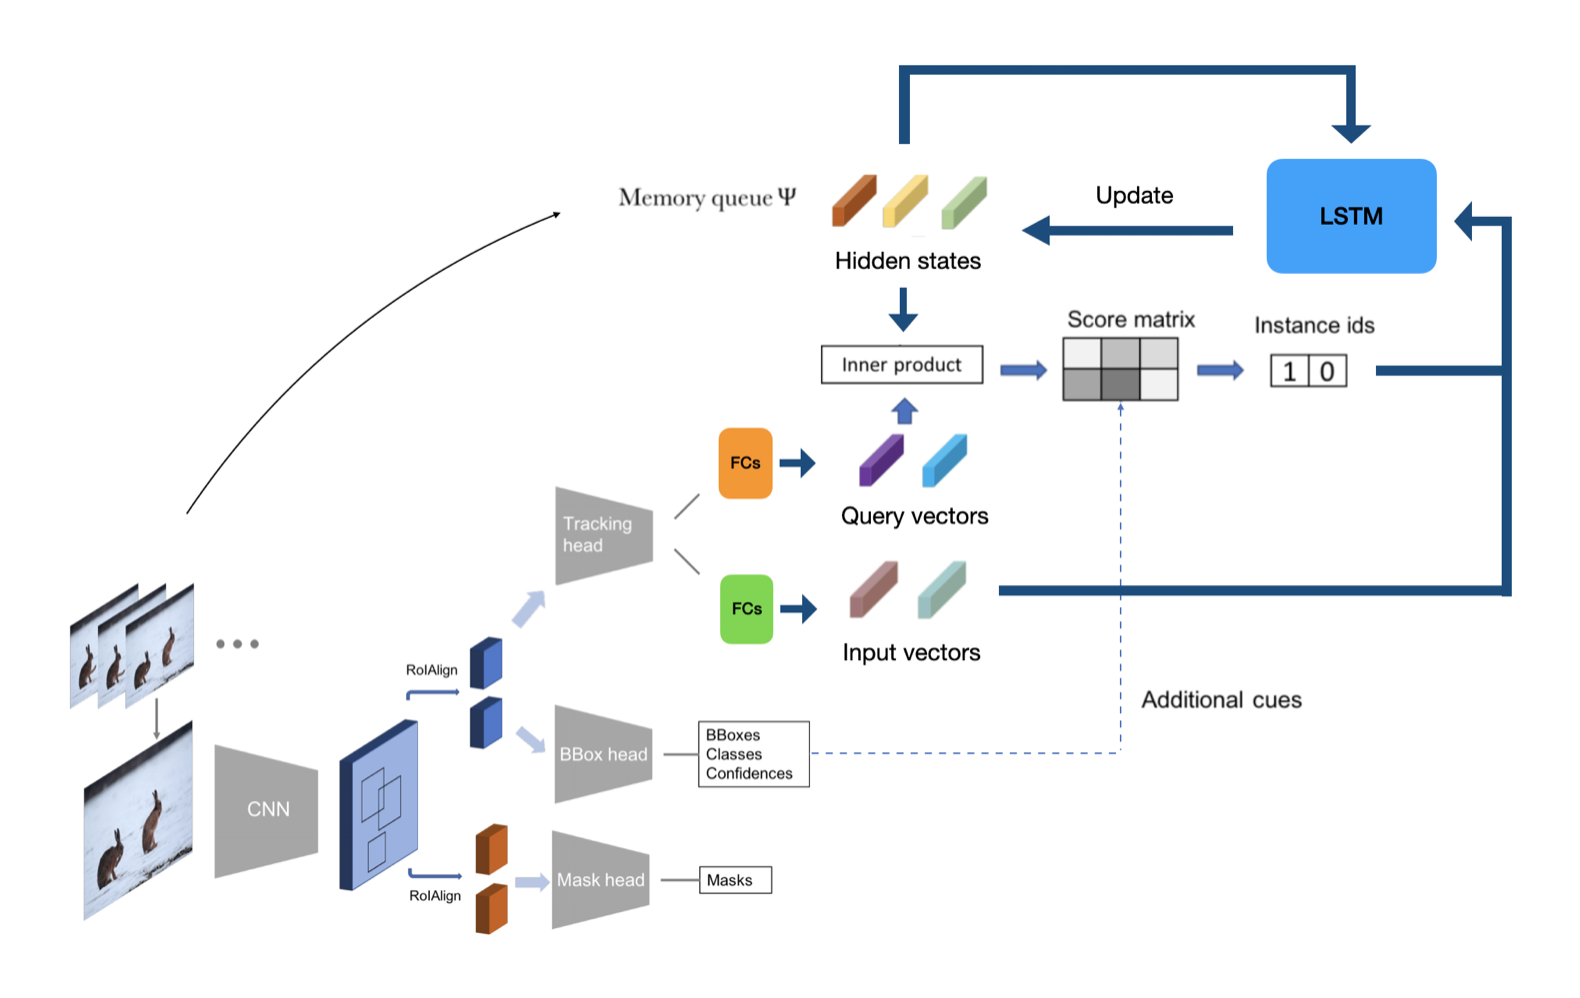 Memory queue Ψ
Hidden states
Update
LSTM
Inner product
Score matrix
Instance ids
1 0
FCs
Query vectors
Tracking
head
FCs
Input vectors
RoIAlign
Additional cues
BBox head
BBoxes
Classes
Confidences
CNN
Mask head
Masks
RoIAlign